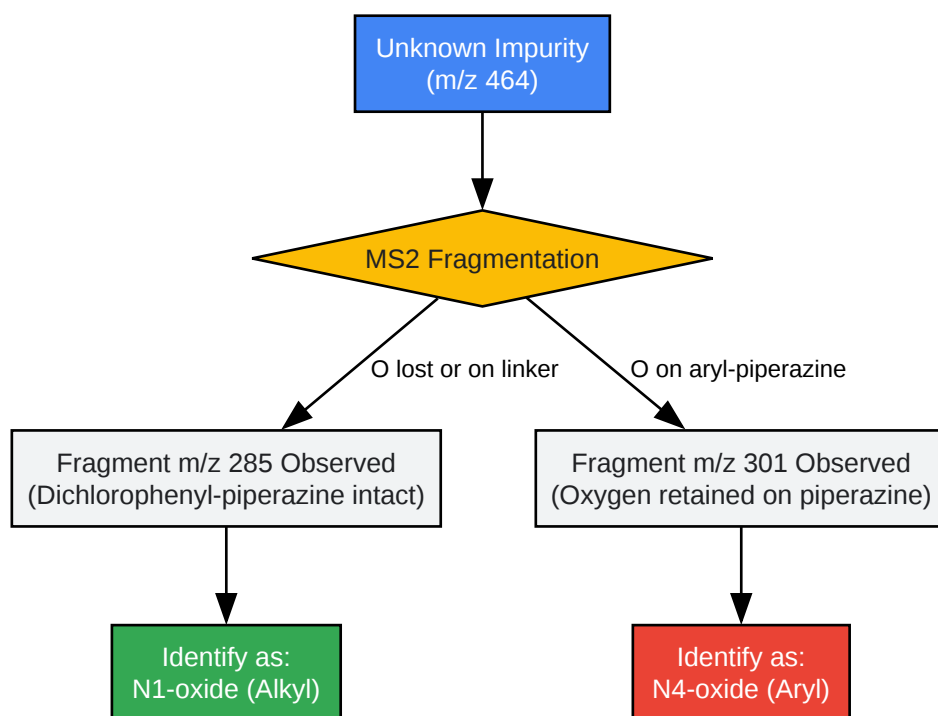 Unknown Impurity
(m/z 464)
MS2 Fragmentation
O lost or on linker
O on aryl-piperazine
Fragment m/z 285 Observed
(Dichlorophenyl-piperazine intact)
Fragment m/z 301 Observed
(Oxygen retained on piperazine)
Identify as:
N1-oxide (Alkyl)
Identify as:
N4-oxide (Aryl)